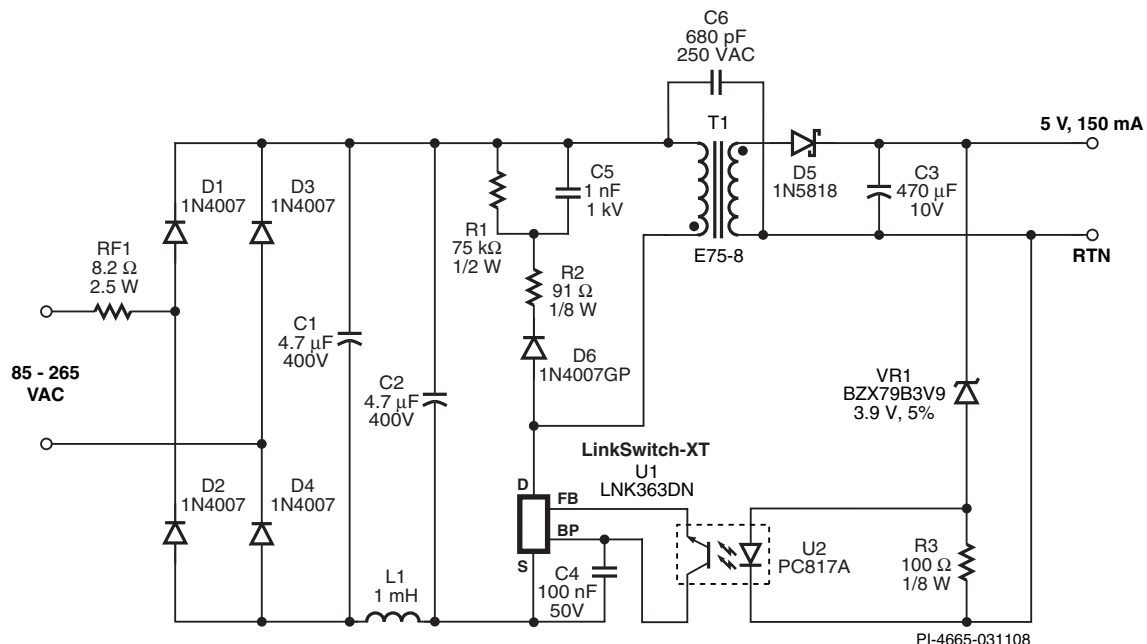 C6
680 pF
250 VAC
T1
5 V, 150 mA
D1
1N4007
D3
1N4007
C5
1 nF
1 kV
D5
1N5818
C3
470 µF
10V
R1
75 kΩ
1/2 W
E75-8
RTN
RF1
8.2 Ω
2.5 W
R2
91 Ω
1/8 W
C1
4.7 µF
400V
D6
1N4007GP
85 - 265
VAC
C2
4.7 µF
400V
VR1
BZX79B3V9
3.9 V, 5%
LinkSwitch-XT
U1
LNK363DN
D
FB
BP
S
D2
1N4007
D4
1N4007
U2
PC817A
R3
100 Ω
1/8 W
L1
1 mH
C4
100 nF
50V
PI-4665-031108